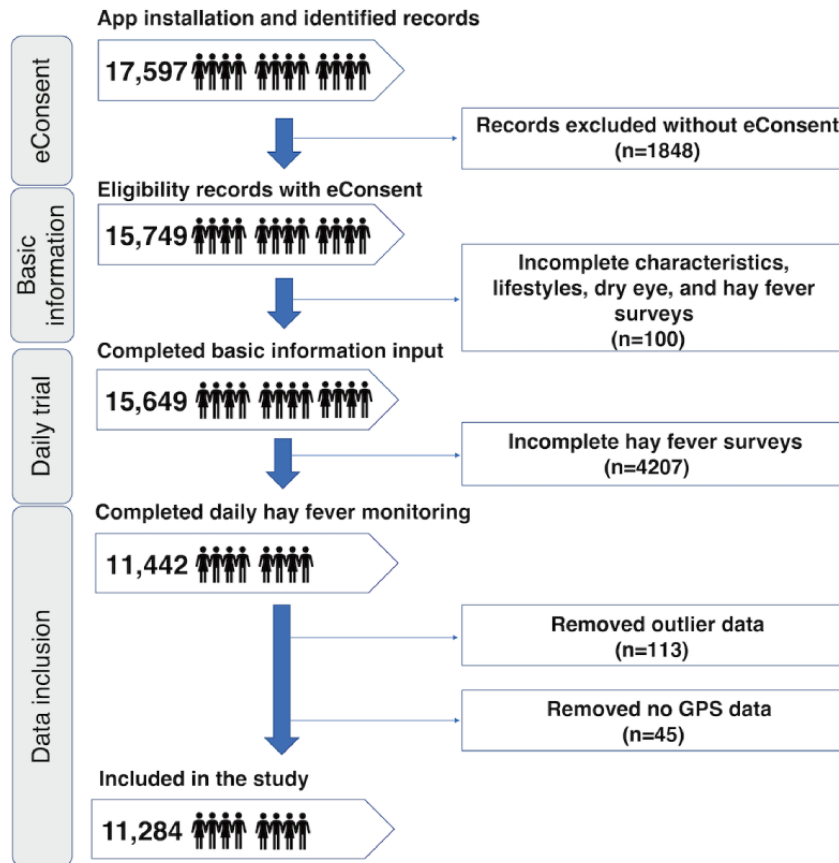 App installation and identified records
17,597
eConsent
Records excluded without eConsent
(n=1848)
Eligibility records with eConsent
15,749
Basic
information
Incomplete characteristics,
lifestyles, dry eye, and hay fever
surveys
(n=100)
Completed basic information input
15,649
Daily trial
Incomplete hay fever surveys
(n=4207)
Completed daily hay fever monitoring
11,442
Data inclusion
Removed outlier data
(n=113)
Removed no GPS data
(n=45)
Included in the study
11,284